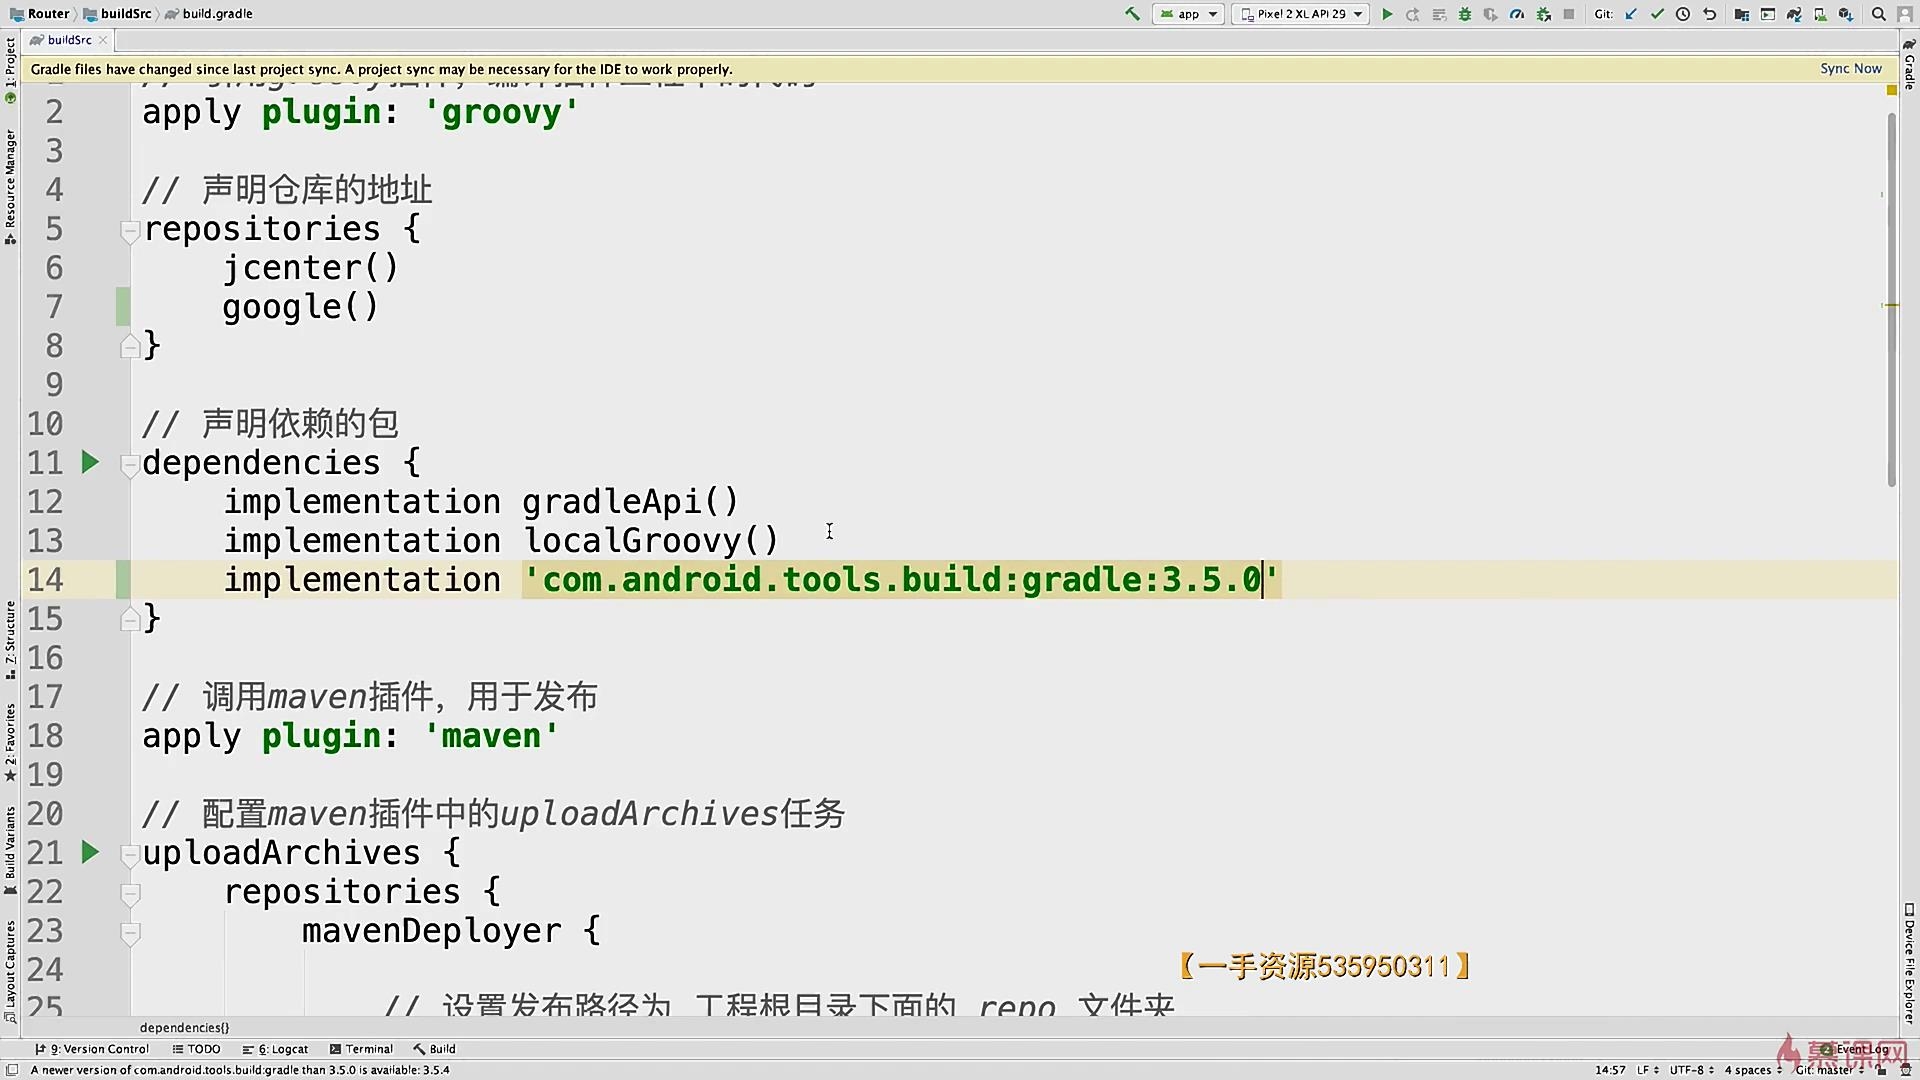 Router
buildSrc
build.gradle
app
Pixel 2 XL API 29
Git:
buildSrc
Gradle files have changed since last project sync. A project sync may be necessary for the IDE to work properly.
Sync Now
2 apply plugin: 'groovy'
3
4 // 声明仓库的地址
5 repositories {
6 jcenter()
7 google()
8 }
9
10 // 声明依赖的包
11 dependencies {
12 implementation gradleApi()
13 implementation localGroovy()
14 implementation 'com.android.tools.build:gradle:3.5.0'
15 }
16
17 // 调用maven插件，用于发布
18 apply plugin: 'maven'
19
20 // 配置maven插件中的uploadArchives任务
21 uploadArchives {
22 repositories {
23 mavenDeployer {
24
25 // 设置发布路径为 工程根目录下面的 repo 文件夹
【一手资源535950311】
dependencies{}
1: Project
Resource Manager
Z: Structure
2: Favorites
Build Variants
Layout Captures
Gradle
Device File Explorer
9: Version Control
TODO
6: Logcat
Terminal
Build
Event Log
慕课网
A newer version of com.android.tools.build:gradle than 3.5.0 is available: 3.5.4
14:57
LF
UTF-8
4 spaces
Git: master